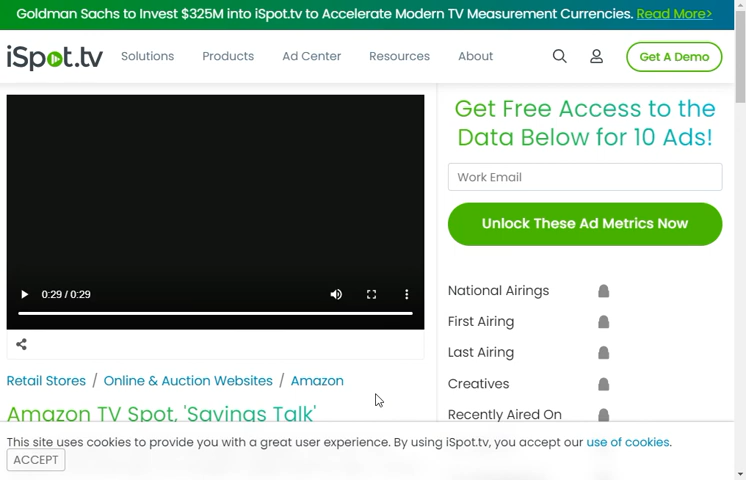 Goldman Sachs to Invest $325M into iSpot.tv to Accelerate Modern TV Measurement Currencies. Read More>
iSpot.tv Solutions Products Ad Center Resources About Get A Demo
Get Free Access to the
Data Below for 10 Ads!
Work Email
Unlock These Ad Metrics Now
0:29 / 0:29
National Airings
First Airing
Last Airing
Creatives
Recently Aired On
Retail Stores / Online & Auction Websites / Amazon
Amazon TV Spot, 'Savings Talk'
This site uses cookies to provide you with a great user experience. By using iSpot.tv, you accept our use of cookies.
ACCEPT